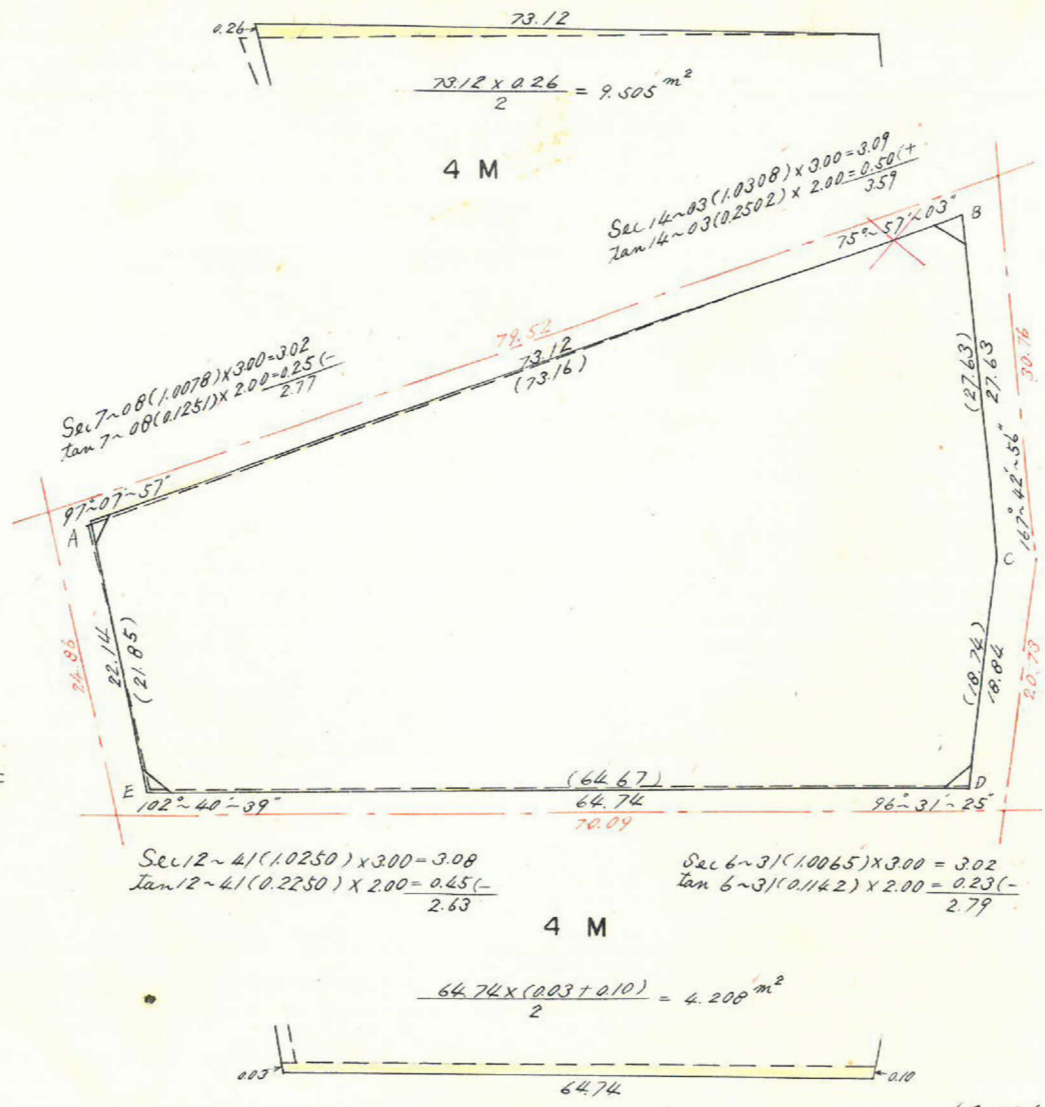 73.12
0.26
73.12 x 0.26
2
= 9.505 m²
4 M
Sec 14~03(1.0308) x 3.00 = 3.09
tan 14~03(0.2502) x 2.00 = 0.50(+
3.59
75°~57'~03"
B
79.52
73.12
(73.16)
Sec 7~08(1.0078) x 3.00 = 3.02
tan 7~08(0.1251) x 2.00 = 0.25(-
2.77
97°~07'~57"
A
(27.63)
27.63
30.76
167°~42'~56"
C
24.86
22.14
(21.85)
(18.74)
18.84
20.73
E
102°~40'~39"
(64.67)
64.74
70.09
96°~31'~25"
D
Sec 12~41(1.0250) x 3.00 = 3.08
tan 12~41(0.2250) x 2.00 = 0.45(-
2.63
Sec 6~31(1.0065) x 3.00 = 3.02
tan 6~31(0.1142) x 2.00 = 0.23(-
2.79
4 M
64.74 x (0.03 + 0.10)
2
= 4.208 m²
0.03
64.74
0.10